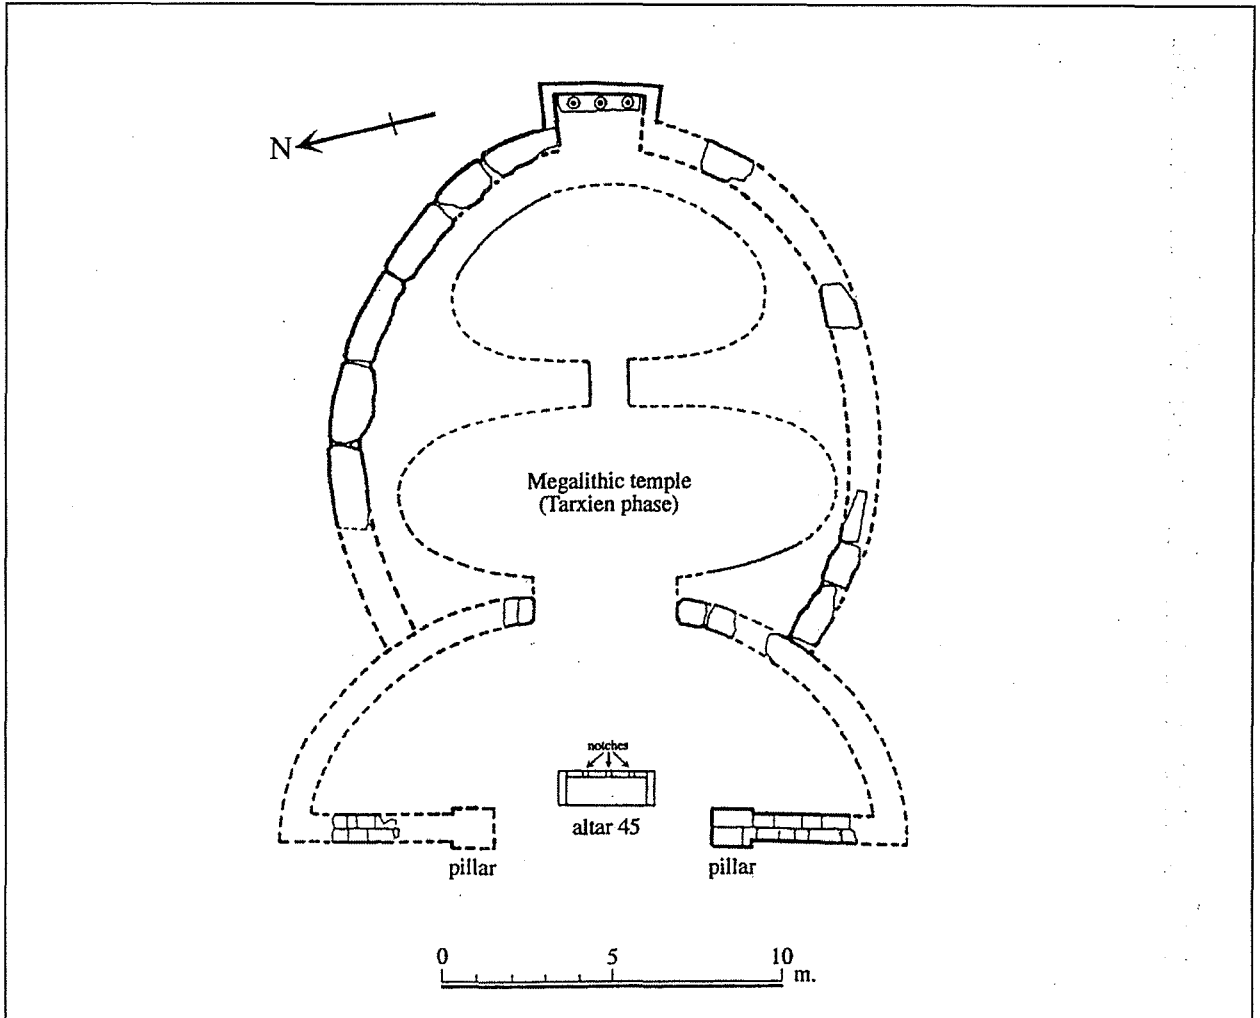 N
Megalithic temple
(Tarxien phase)
notches
altar 45
pillar
pillar
0 5 10 m.